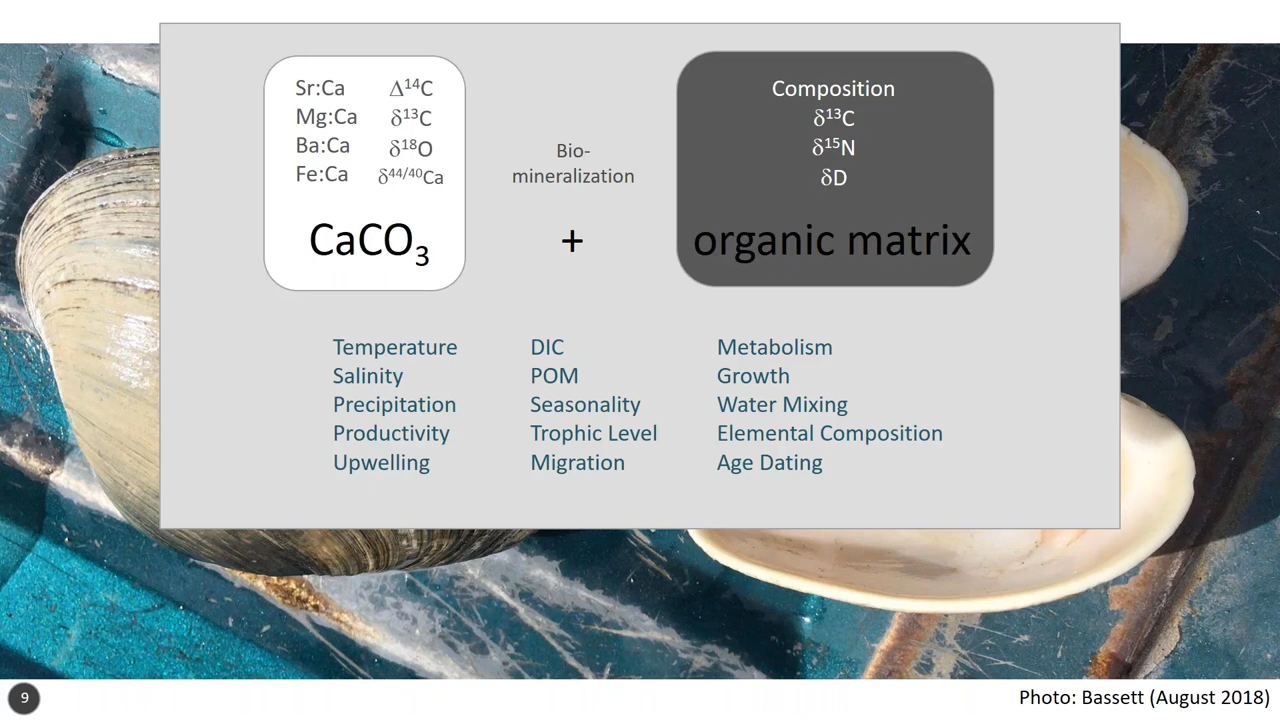 Sr:Ca Δ¹⁴C
Mg:Ca δ¹³C
Ba:Ca δ¹⁸O
Fe:Ca δ⁴⁴/⁴⁰Ca
CaCO₃
Bio-
mineralization
+
Composition
δ¹³C
δ¹⁵N
δD
organic matrix
Temperature
Salinity
Precipitation
Productivity
Upwelling
DIC
POM
Seasonality
Trophic Level
Migration
Metabolism
Growth
Water Mixing
Elemental Composition
Age Dating
9
Photo: Bassett (August 2018)